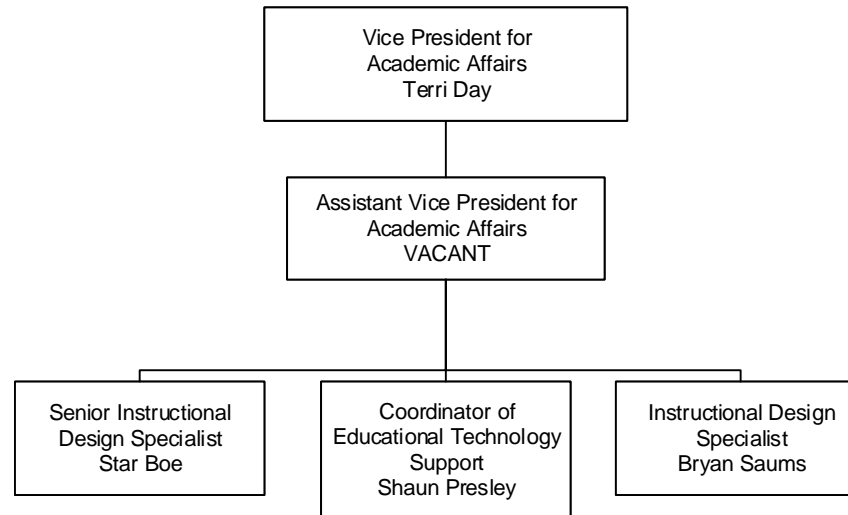 Vice President for
Academic Affairs
Terri Day
Assistant Vice President for
Academic Affairs
VACANT
Senior Instructional
Design Specialist
Star Boe
Coordinator of
Educational Technology
Support
Shaun Presley
Instructional Design
Specialist
Bryan Saums